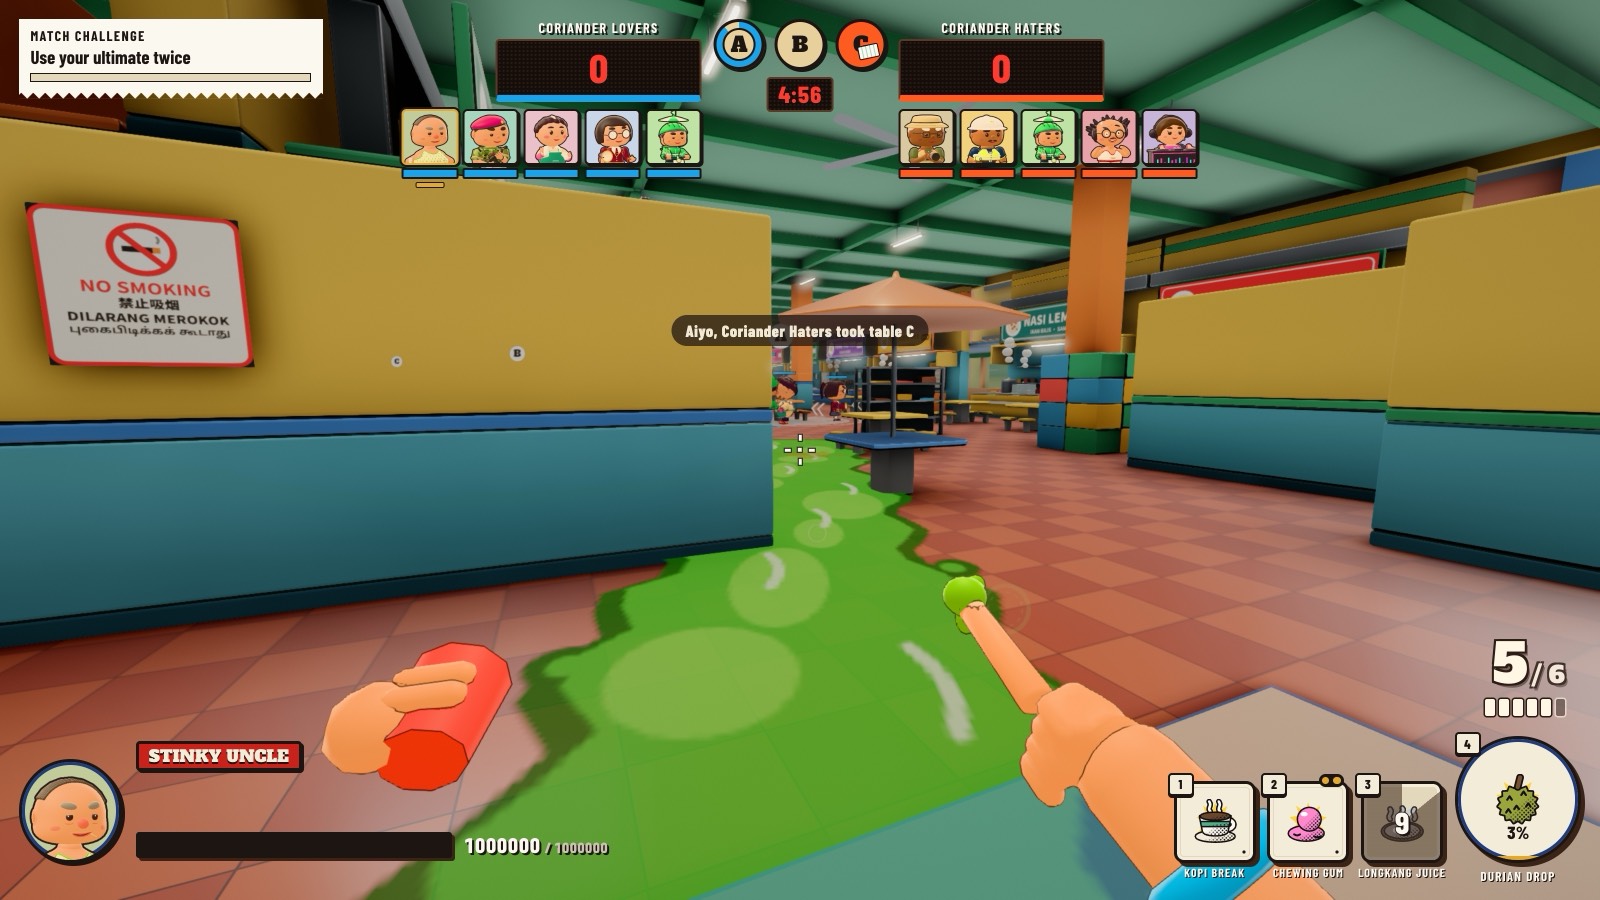 MATCH CHALLENGE
Use your ultimate twice
CORIANDER LOVERS
0
A
B
C
4:56
CORIANDER HATERS
0
NO SMOKING
禁止吸烟
DILARANG MEROKOK
புகைபிடிக்கக் கூடாது
C
B
Aiyo, Coriander Haters took table C
STINKY UNCLE
1000000 / 1000000
5/6
1
KOPI BREAK
2
CHEWING GUM
3
9
LONGKANG JUICE
4
3%
DURIAN DROP